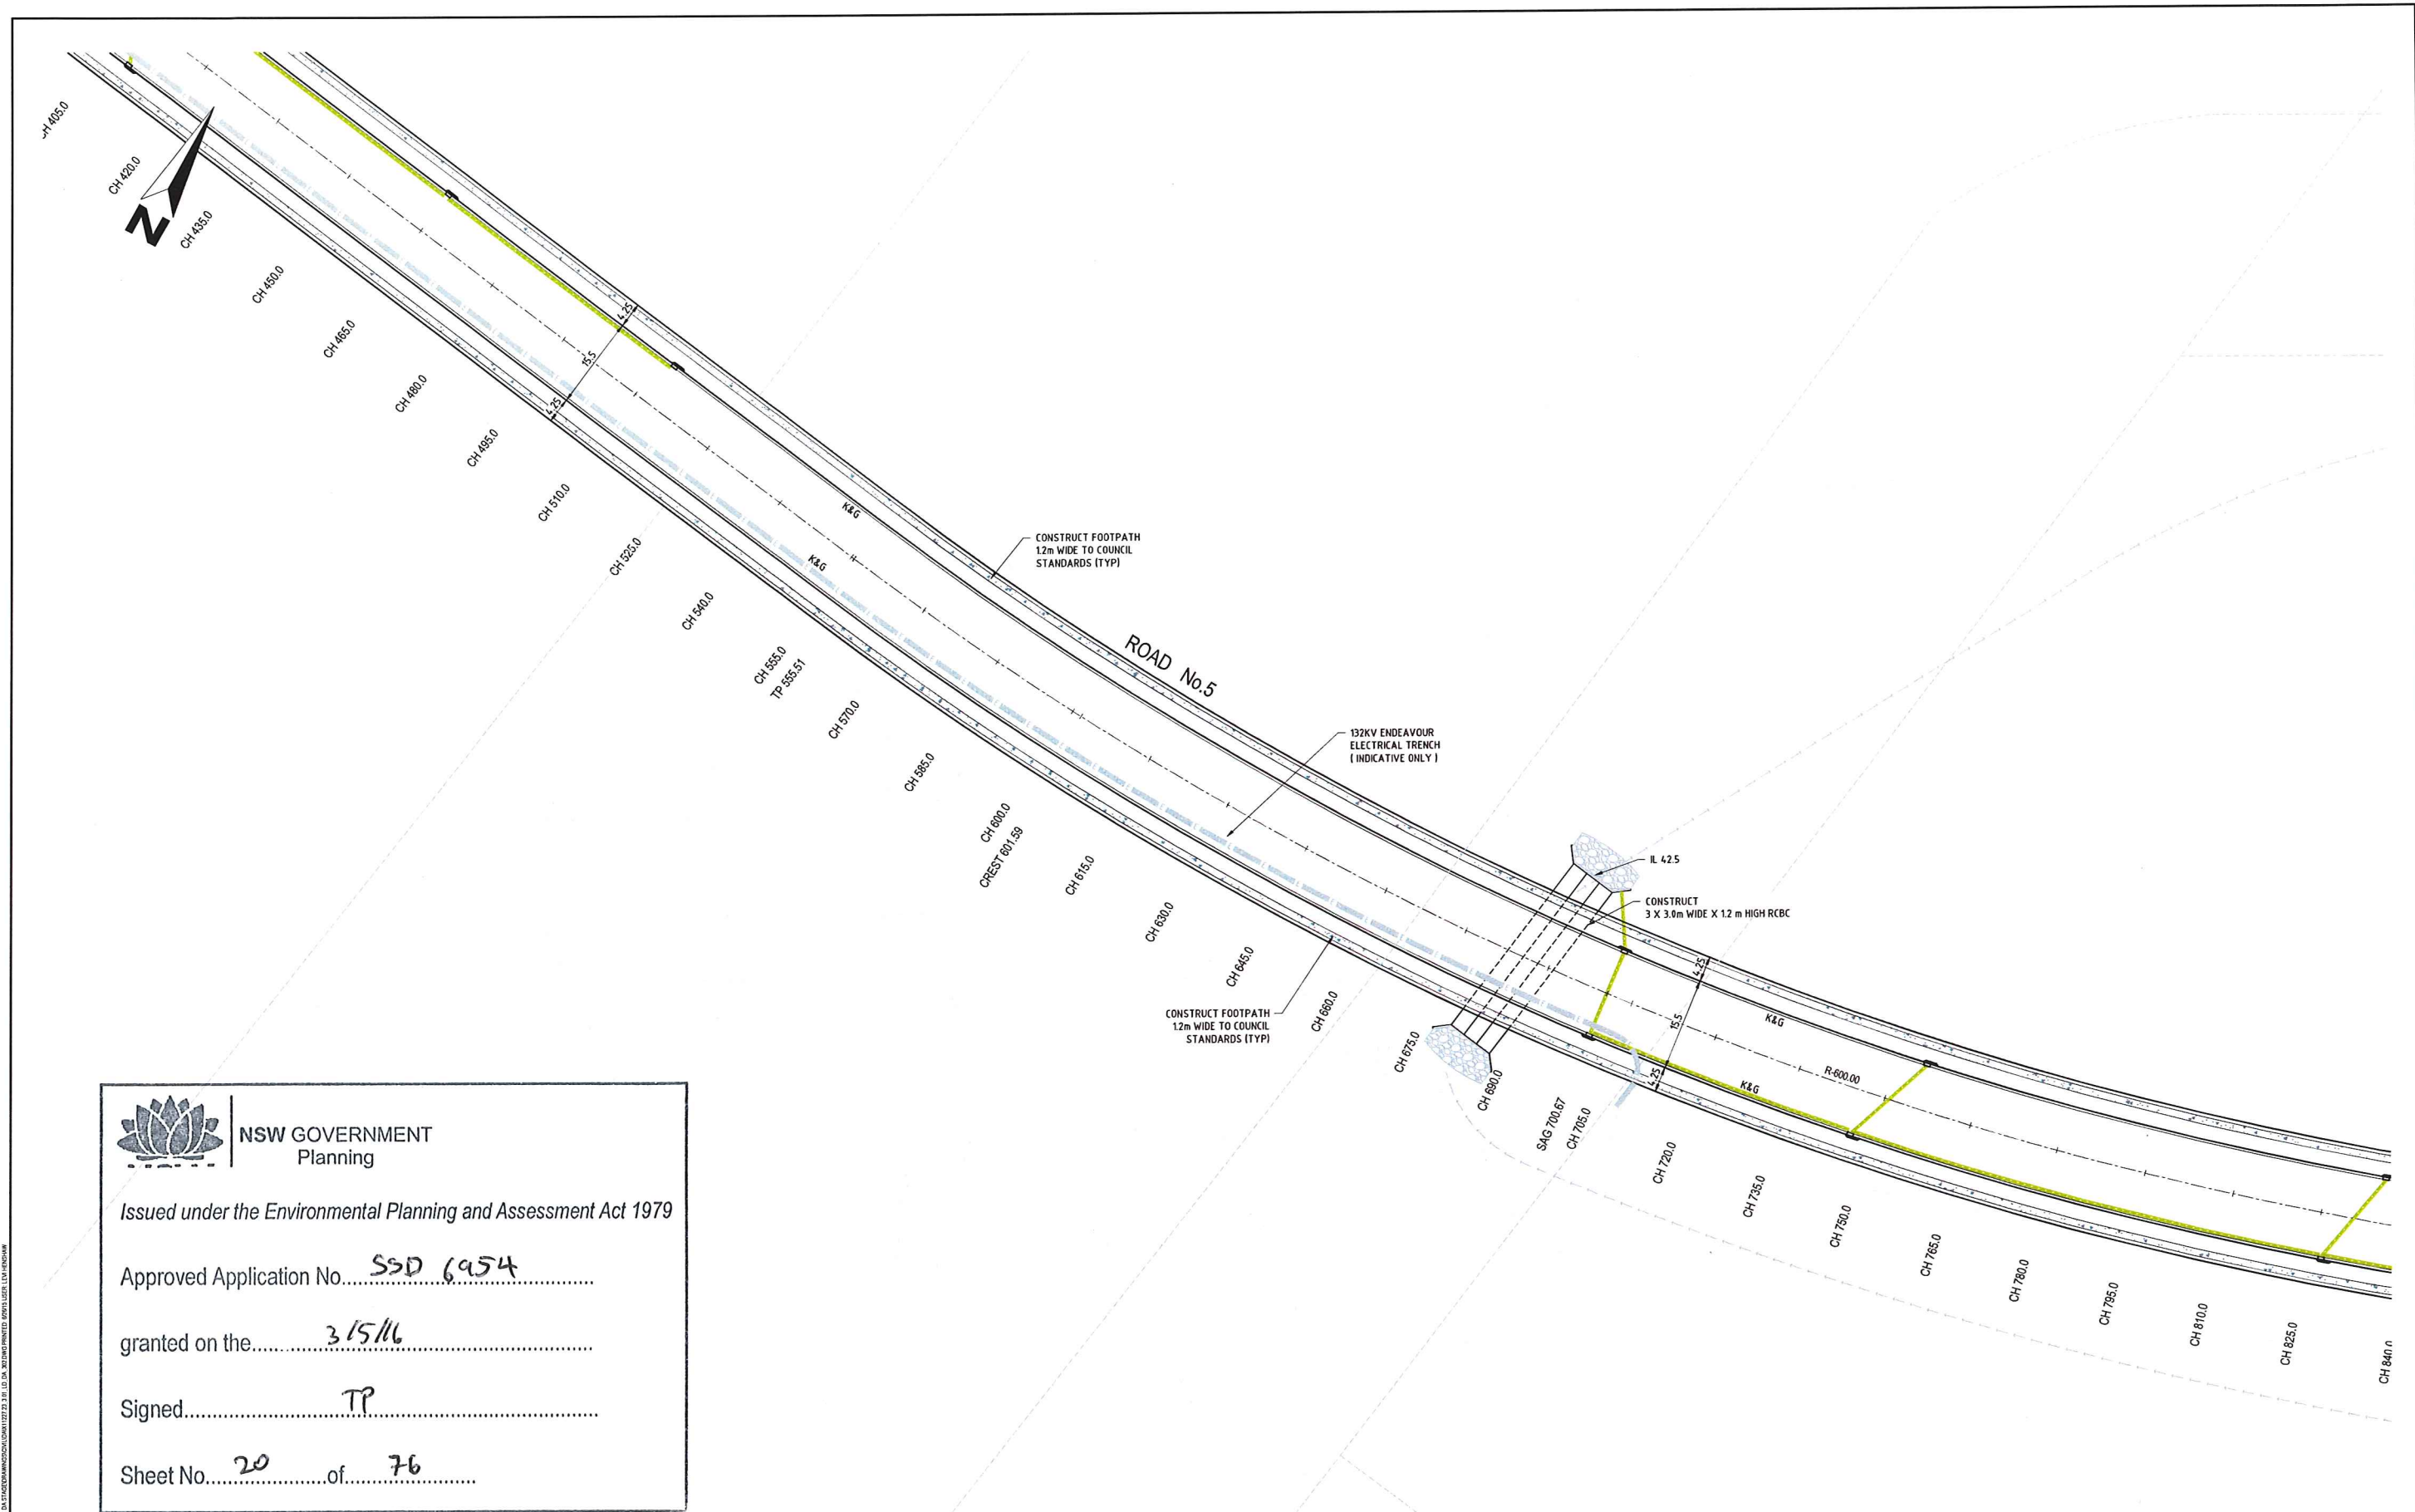 CH 405.0
CH 420.0
N
CH 435.0
CH 450.0
CH 465.0
CH 480.0
CH 495.0
CH 510.0
CH 525.0
CH 540.0
CH 555.0
TP 555.51
CH 570.0
CH 585.0
CH 600.0
CREST 601.59
CH 615.0
CH 630.0
CH 645.0
CH 660.0
CH 675.0
CH 690.0
SAG 700.67
CH 705.0
CH 720.0
CH 735.0
CH 750.0
CH 765.0
CH 780.0
CH 795.0
CH 810.0
CH 825.0
CH 840.0
4.25
15.5
4.25
K&G
K&G
CONSTRUCT FOOTPATH
1.2m WIDE TO COUNCIL
STANDARDS (TYP)
ROAD No.5
132KV ENDEAVOUR
ELECTRICAL TRENCH
( INDICATIVE ONLY )
IL 42.5
CONSTRUCT
3 X 3.0m WIDE X 1.2 m HIGH RCBC
CONSTRUCT FOOTPATH
1.2m WIDE TO COUNCIL
STANDARDS (TYP)
4.25
15.5
4.25
K&G
K&G
R-600.00
NSW GOVERNMENT
Planning
Issued under the Environmental Planning and Assessment Act 1979
Approved Application No. SSD 6954
granted on the 3/5/16
Signed TP
Sheet No. 20 of 76